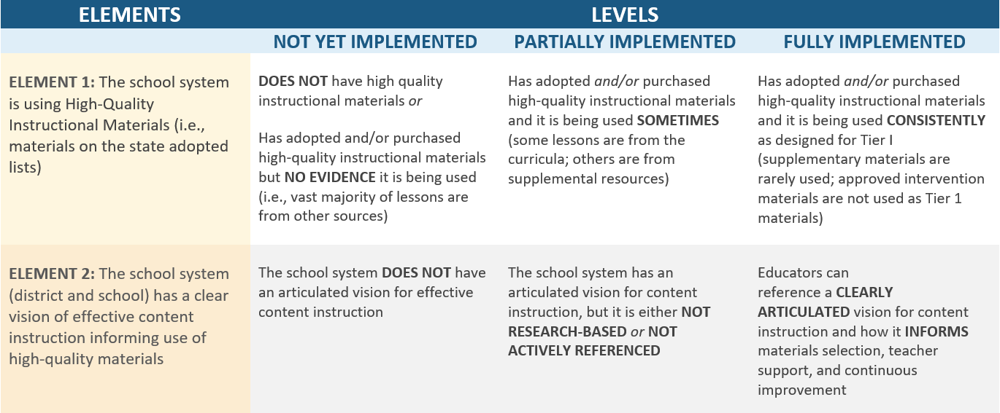 ELEMENTS
LEVELS
NOT YET IMPLEMENTED
PARTIALLY IMPLEMENTED
FULLY IMPLEMENTED
ELEMENT 1: The school system
is using High-Quality
Instructional Materials (i.e.,
materials on the state adopted
lists)
DOES NOT have high quality
instructional materials or
Has adopted and/or purchased
high-quality instructional materials
but NO EVIDENCE it is being used
(i.e., vast majority of lessons are
from other sources)
Has adopted and/or purchased
high-quality instructional materials
and it is being used SOMETIMES
(some lessons are from the
curricula; others are from
supplemental resources)
Has adopted and/or purchased
high-quality instructional materials
and it is being used CONSISTENTLY
as designed for Tier I
(supplementary materials are
rarely used; approved intervention
materials are not used as Tier 1
materials)
ELEMENT 2: The school system
(district and school) has a clear
vision of effective content
instruction informing use of
high-quality materials
The school system DOES NOT have
an articulated vision for effective
content instruction
The school system has an
articulated vision for content
instruction, but it is either NOT
RESEARCH-BASED or NOT
ACTIVELY REFERENCED
Educators can
reference a CLEARLY
ARTICULATED vision for content
instruction and how it INFORMS
materials selection, teacher
support, and continuous
improvement